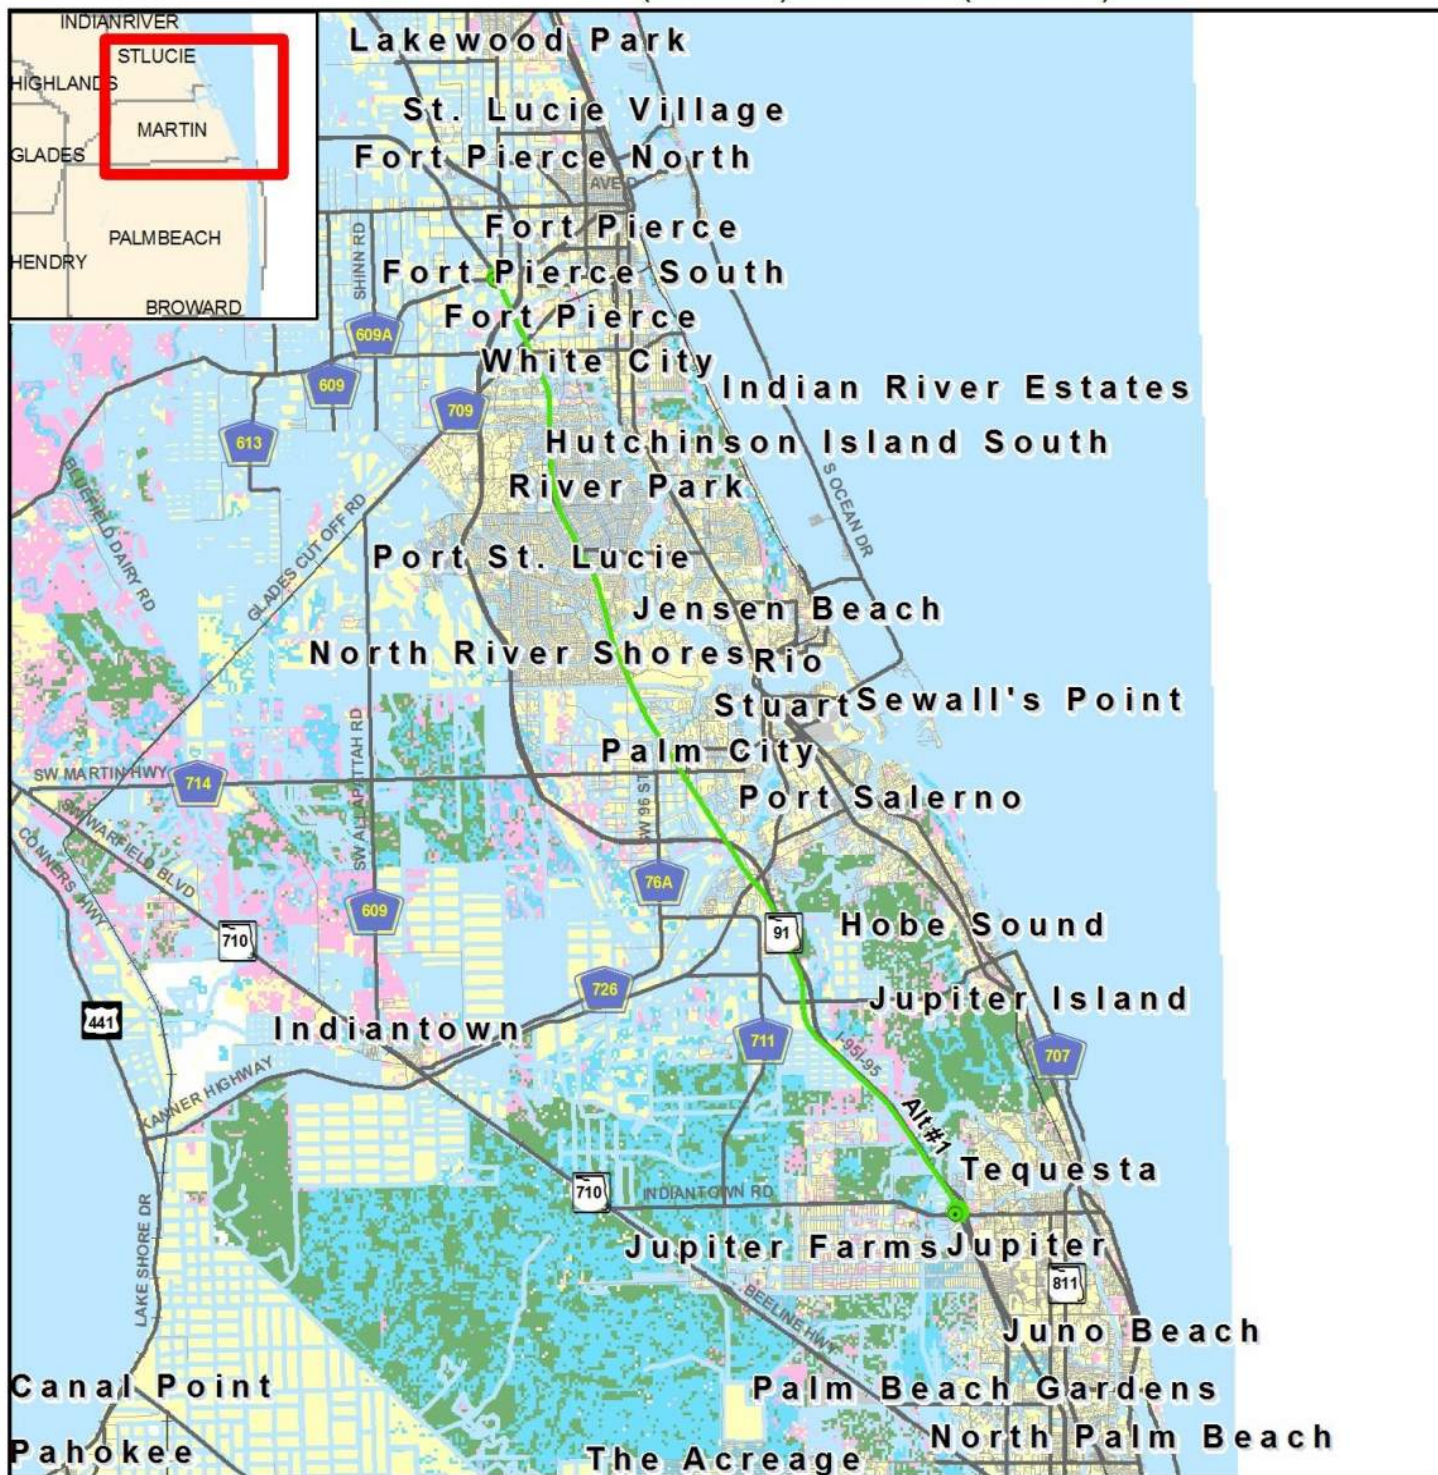 INDIANRIVER
STLUCIE
HIGHLANDS
MARTIN
GLADES
PALMBEACH
HENDRY
BROWARD
Lakewood Park
St. Lucie Village
Fort Pierce North
AVE D
Fort Pierce
SHINN RD
Fort Pierce South
Fort Pierce
609A
White City
609
Indian River Estates
709
613
Hutchinson Island South
River Park
S OCEAN DR
BLUEFIELD DAIRY RD
GLADES CUT OFF RD
Port St. Lucie
Jensen Beach
North River Shores
Rio
Stuart
Sewall's Point
SW ALLAPATTAH RD
Palm City
SW MARTIN HWY
714
SW 96 ST
Port Salerno
SW WARFIELD BLVD
CONNERS HWY
76A
609
710
91
Hobe Sound
726
Jupiter Island
441
Indiantown
711
707
I-95I-95
KANNER HIGHWAY
Alt #1
Tequesta
710
INDIANTOWN RD
LAKE SHORE DR
Jupiter Farms
Jupiter
811
BEELINE HWY
Juno Beach
Canal Point
Palm Beach Gardens
Pahokee
The Acreage
North Palm Beach